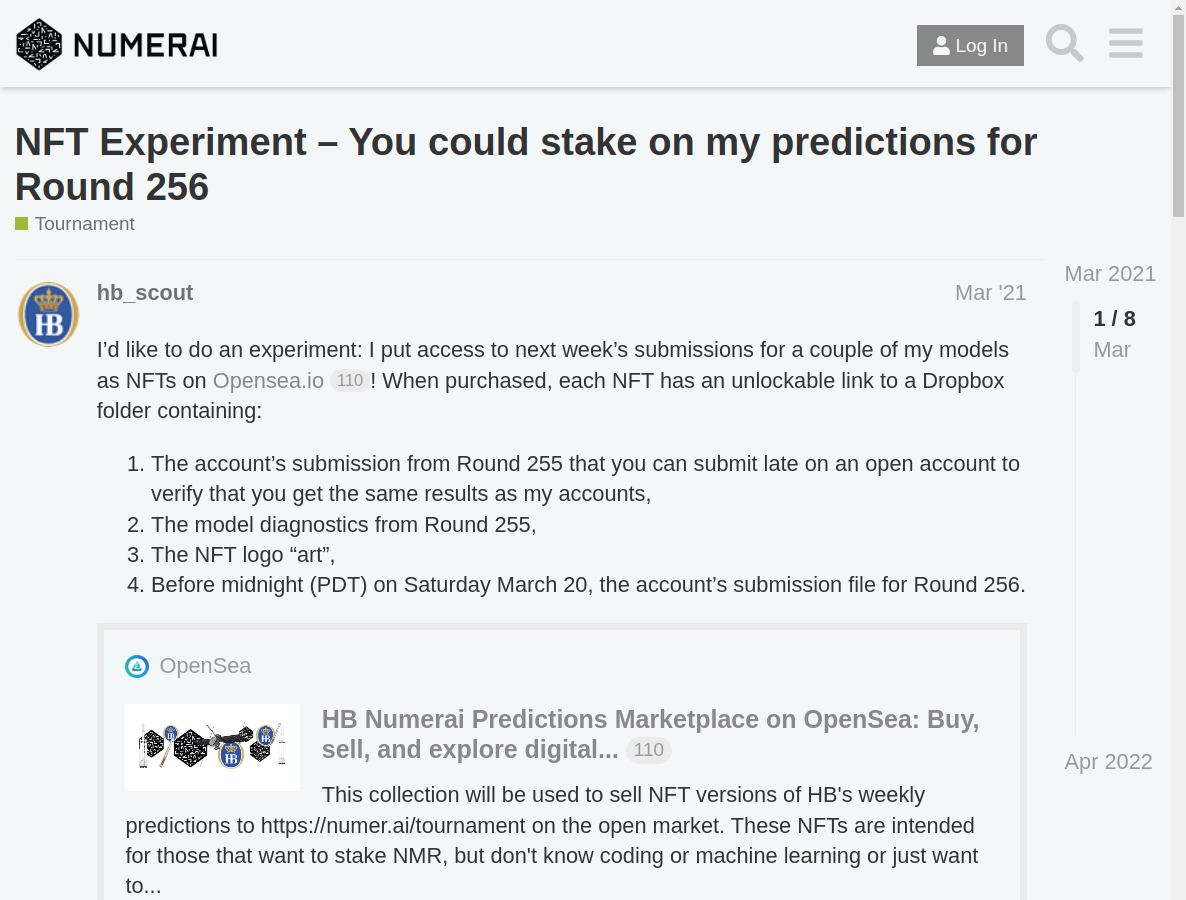 NUMERAI
Log In
NFT Experiment – You could stake on my predictions for
Round 256
Tournament
hb_scout
Mar '21
I’d like to do an experiment: I put access to next week’s submissions for a couple of my models
as NFTs on Opensea.io 110! When purchased, each NFT has an unlockable link to a Dropbox
folder containing:
1. The account’s submission from Round 255 that you can submit late on an open account to
verify that you get the same results as my accounts,
2. The model diagnostics from Round 255,
3. The NFT logo “art”,
4. Before midnight (PDT) on Saturday March 20, the account’s submission file for Round 256.
OpenSea
HB Numerai Predictions Marketplace on OpenSea: Buy,
sell, and explore digital... 110
This collection will be used to sell NFT versions of HB's weekly
predictions to https://numer.ai/tournament on the open market. These NFTs are intended
for those that want to stake NMR, but don't know coding or machine learning or just want
to...
Mar 2021
1 / 8
Mar
Apr 2022
HB
HB
HB
HB